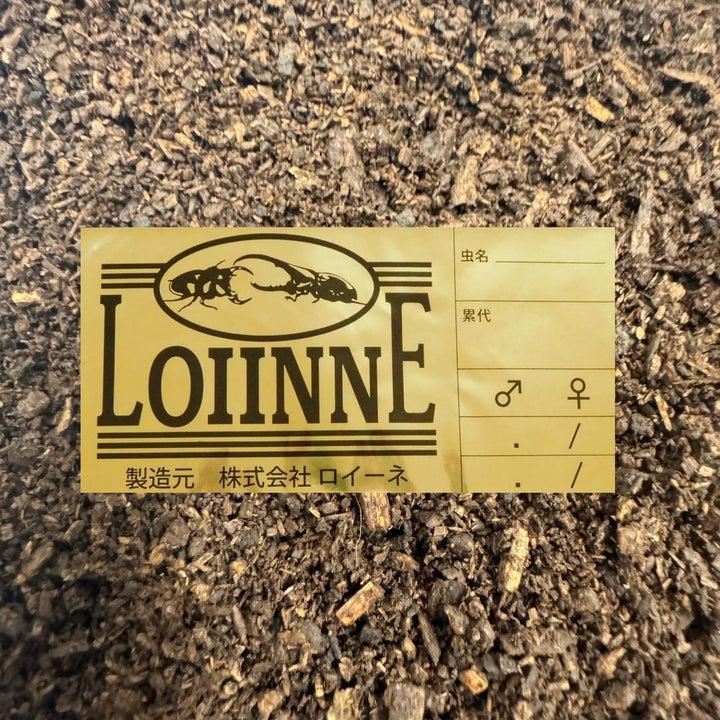 LOIINNE
製造元 株式会社 ロイーネ
虫名
累代
♂ ♀
. /
. /